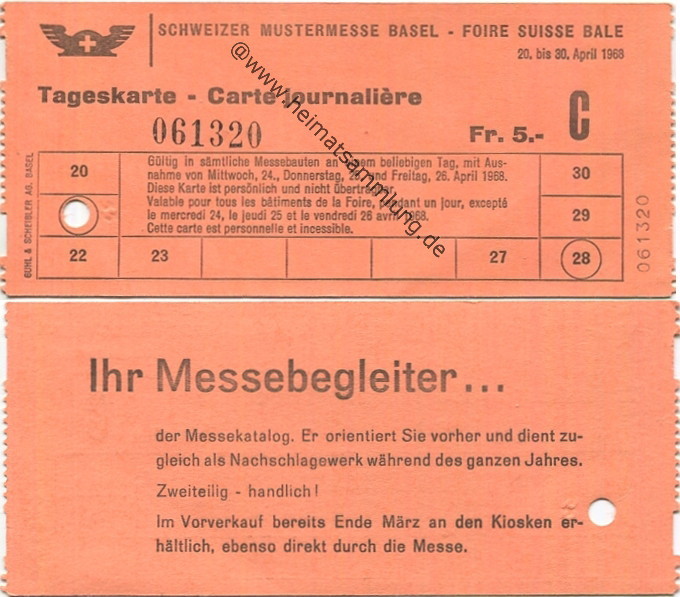 SCHWEIZER MUSTERMESSE BASEL - FOIRE SUISSE BALE
20. bis 30. April 1968
Tageskarte - Carte journalière
061320
Fr. 5.-
C
GUHL & SCHEIBLER AG. BASEL
20
Gültig in sämtliche Messebauten an einem beliebigen Tag, mit Aus-
nahme von Mittwoch, 24., Donnerstag, 25. und Freitag, 26. April 1968.
Diese Karte ist persönlich und nicht übertragbar.
Valable pour tous les bâtiments de la Foire, pendant un jour, excepté
le mercredi 24, le jeudi 25 et le vendredi 26 avril 1968.
Cette carte est personnelle et incessible.
30
29
22
23
27
28
061320
@www.heimatsammlung.de
Ihr Messebegleiter...
der Messekatalog. Er orientiert Sie vorher und dient zu-
gleich als Nachschlagewerk während des ganzen Jahres.
Zweiteilig - handlich!
Im Vorverkauf bereits Ende März an den Kiosken er-
hältlich, ebenso direkt durch die Messe.